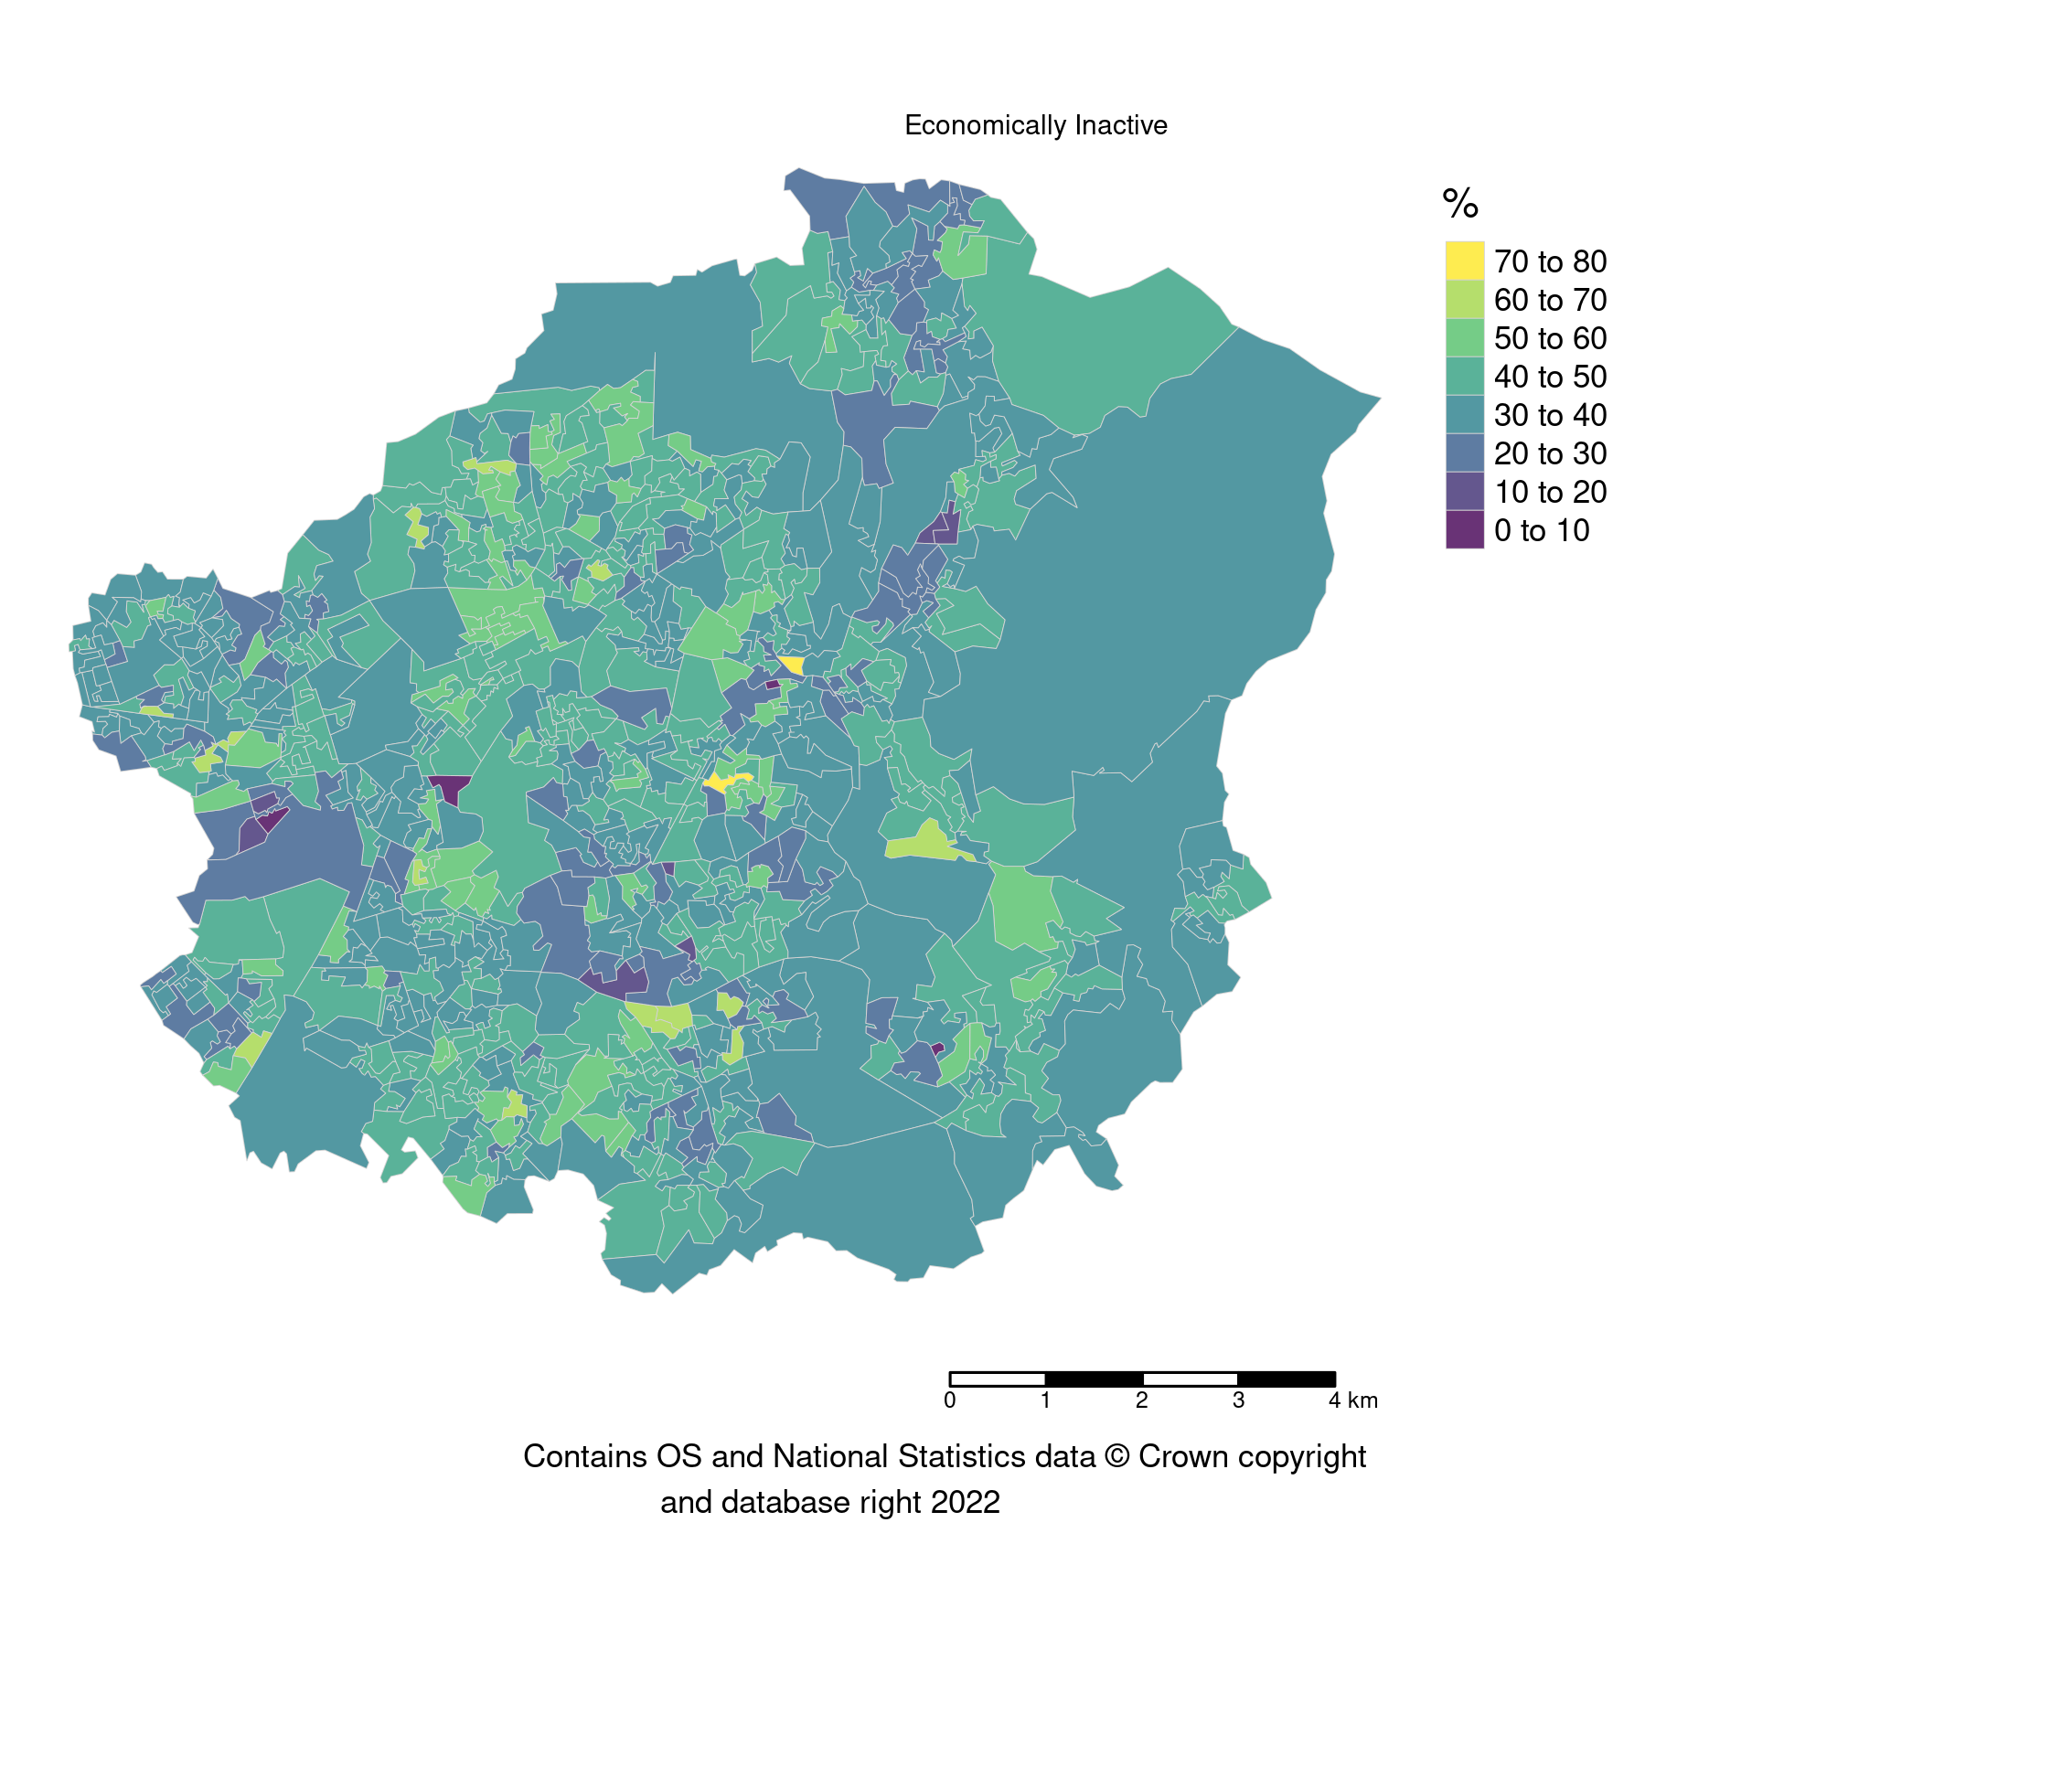 Economically Inactive
%
70 to 80
60 to 70
50 to 60
40 to 50
30 to 40
20 to 30
10 to 20
0 to 10
0 1 2 3 4 km
Contains OS and National Statistics data © Crown copyright
and database right 2022